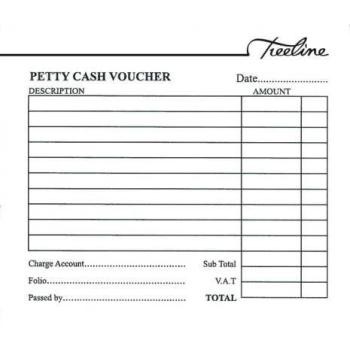 Treeline
PETTY CASH VOUCHER Date........................
DESCRIPTION AMOUNT
Charge Account.............................. Sub Total
Folio........................................... V.A.T
Passed by..................................... TOTAL